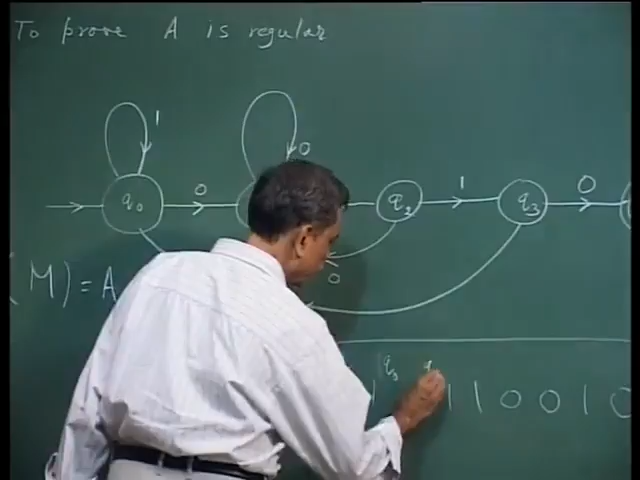 To prove A is regular
1
0
q0
0
q2
1
q3
0
0
(M) = A
q3
q
1 1 0 0 1 0